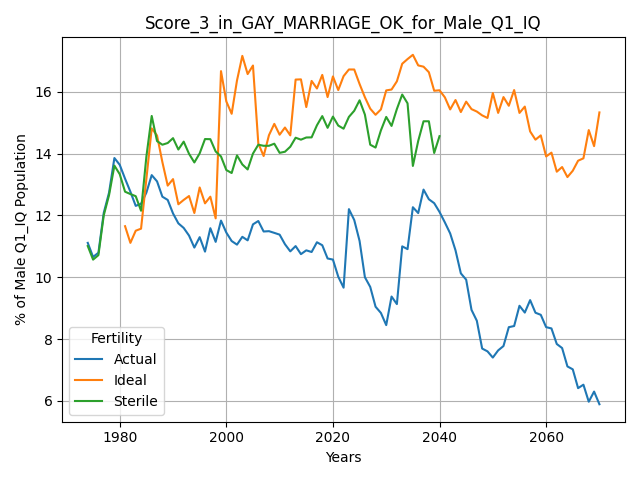 Score_3_in_GAY_MARRIAGE_OK_for_Male_Q1_IQ
% of Male Q1_IQ Population
16
14
12
10
8
6
Fertility
Actual
Ideal
Sterile
1980
2000
2020
2040
2060
Years